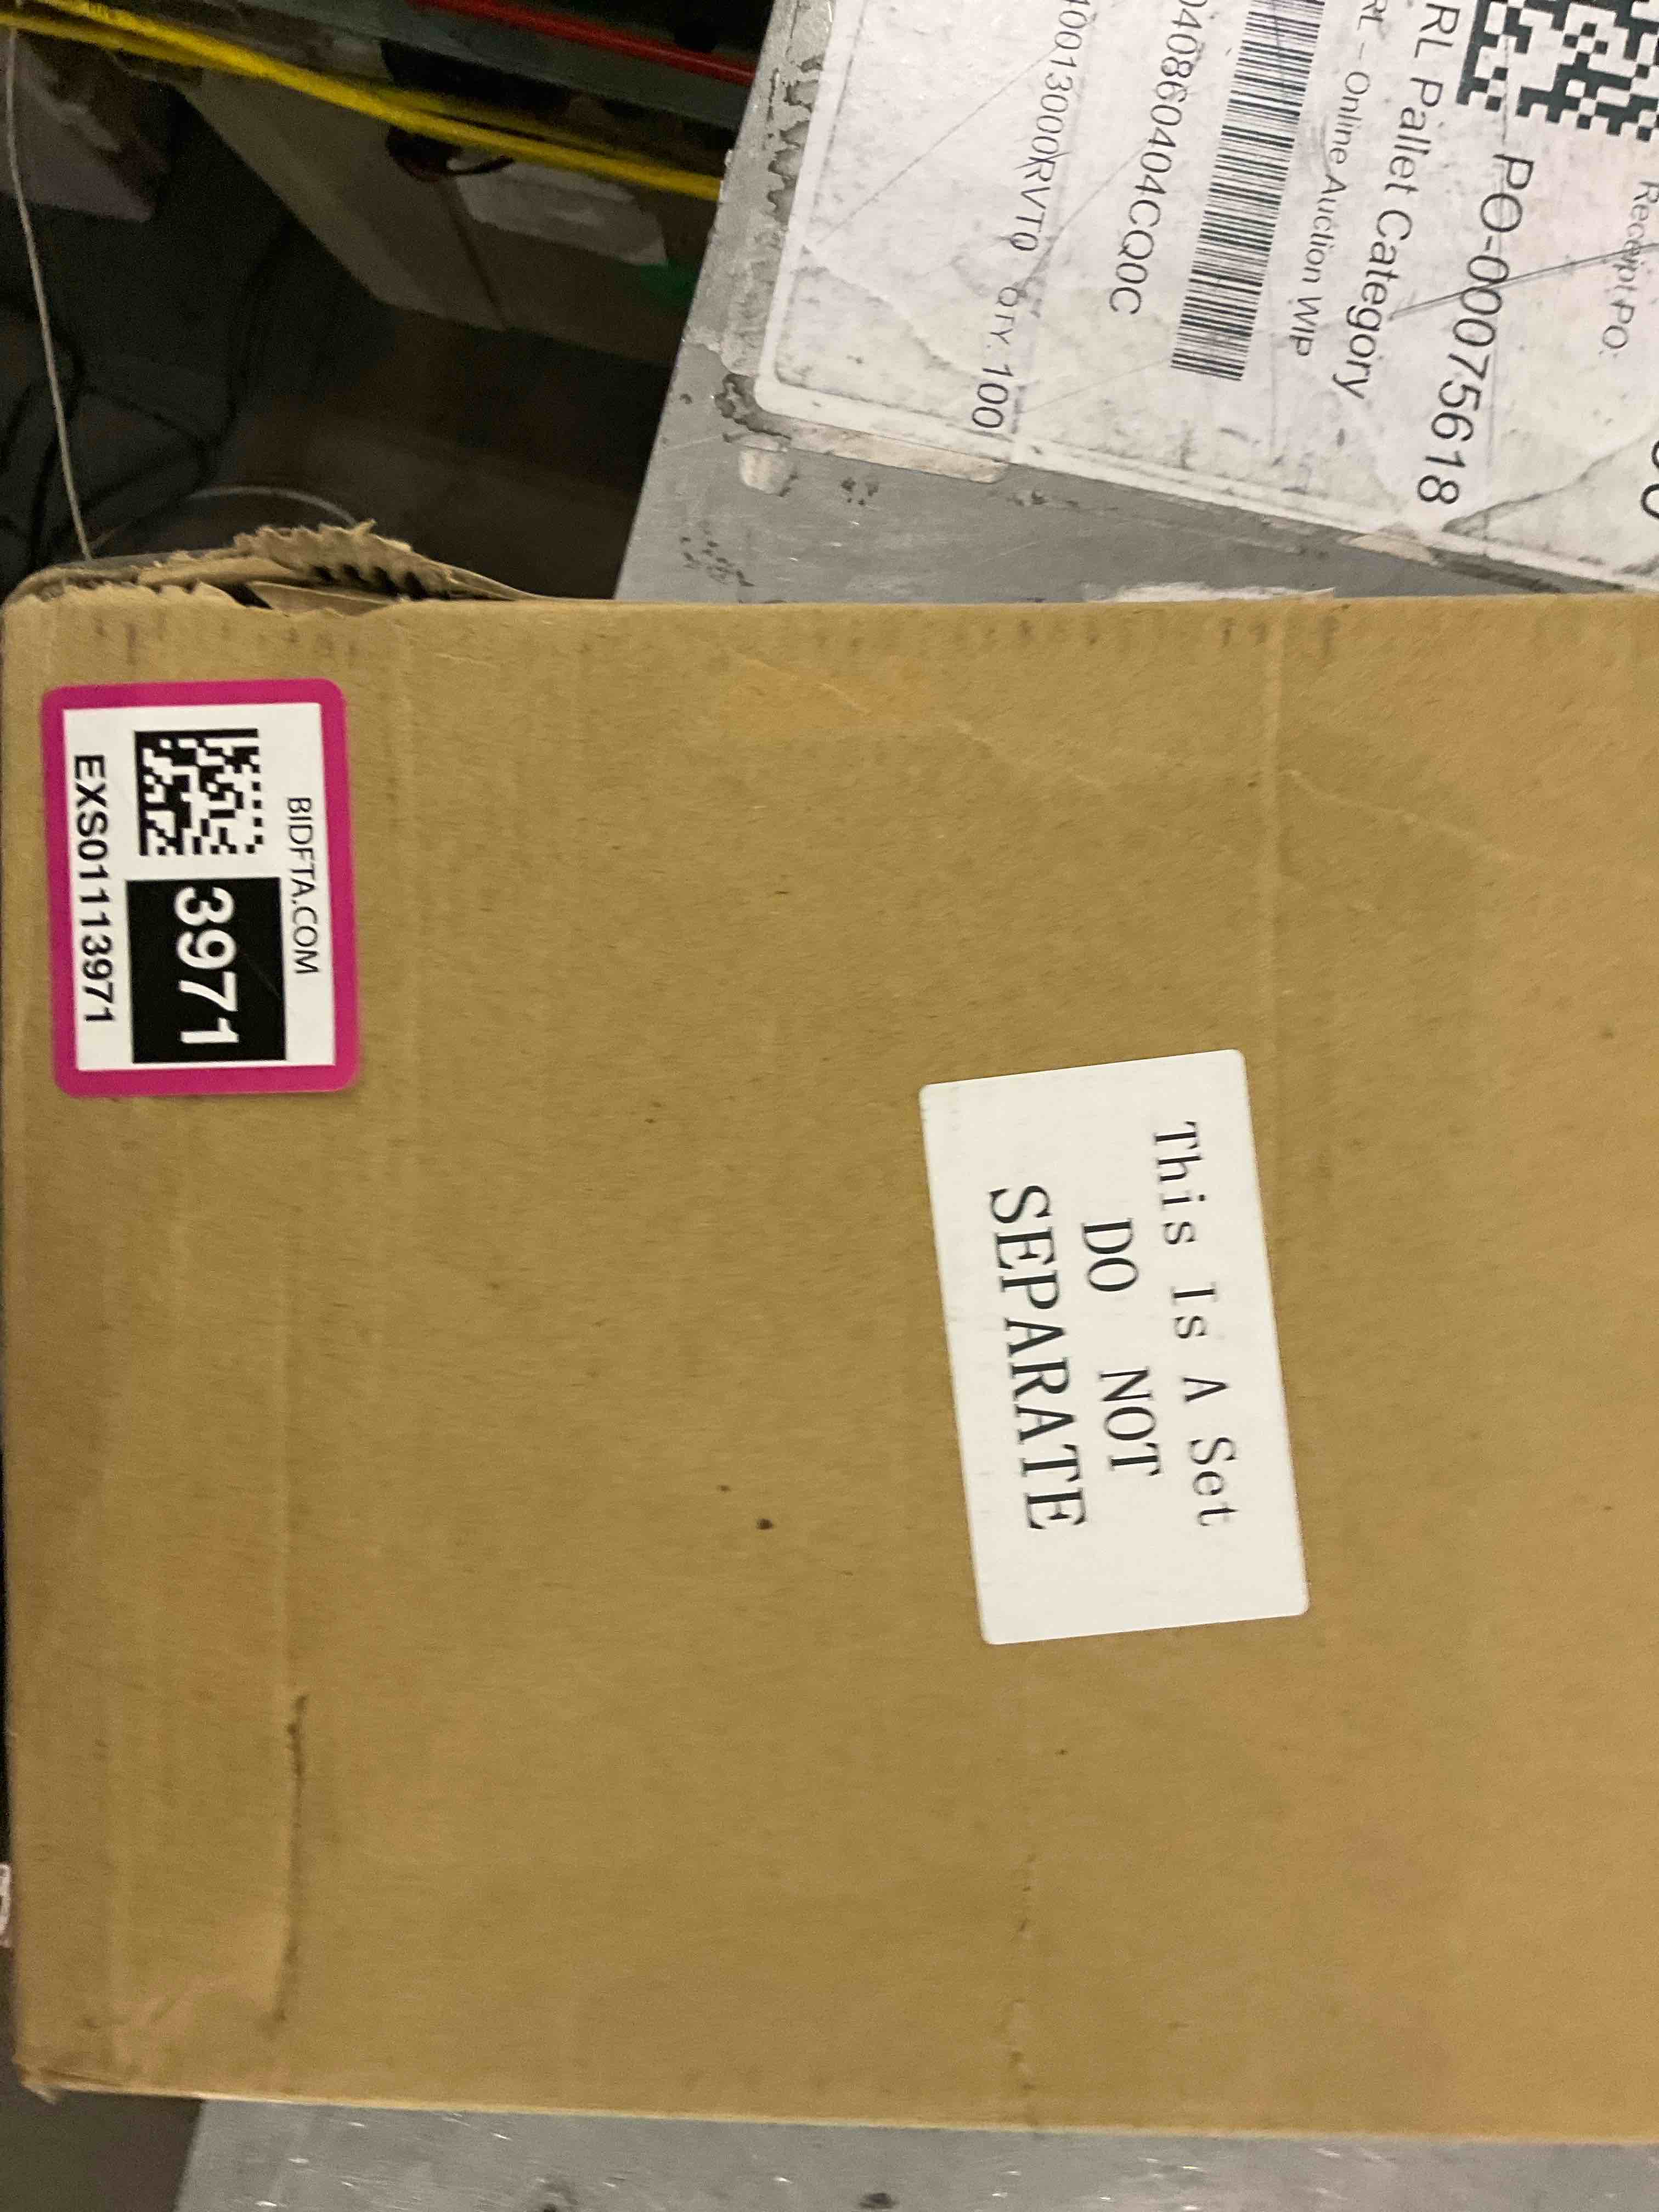 BIDFTA.COM
3971
EXS01113971
This Is A Set
DO NOT
SEPARATE
Receipt PO:
PO-00075618
RL Pallet Category
- Online Auction WIP
040860404CQ0C
QTY: 100